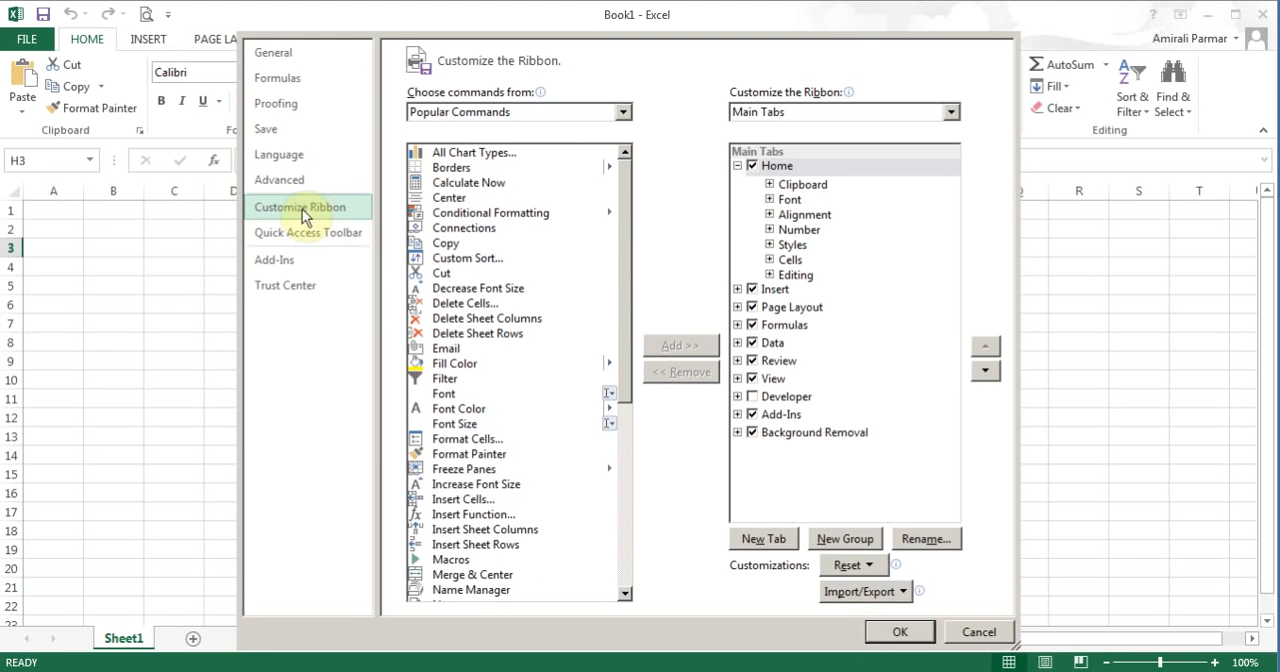 Book1 - Excel
FILE
HOME
INSERT
PAGE LA
Amirali Parmar
Cut
Copy
Paste
Format Painter
Clipboard
Calibri
B I U
Fo
AutoSum
Fill
Clear
Sort & Filter
Find & Select
Editing
H3
fx
A B C D Q R S T
1
2
3
4
5
6
7
8
9
10
11
12
13
14
15
16
17
18
19
20
21
22
General
Formulas
Proofing
Save
Language
Advanced
Customize Ribbon
Quick Access Toolbar
Add-Ins
Trust Center
Customize the Ribbon.
Choose commands from:
Popular Commands
All Chart Types...
Borders
Calculate Now
Center
Conditional Formatting
Connections
Copy
Custom Sort...
Cut
Decrease Font Size
Delete Cells...
Delete Sheet Columns
Delete Sheet Rows
Email
Fill Color
Filter
Font
Font Color
Font Size
Format Cells...
Format Painter
Freeze Panes
Increase Font Size
Insert Cells...
Insert Function...
Insert Sheet Columns
Insert Sheet Rows
Macros
Merge & Center
Name Manager
Add >>
<< Remove
Customize the Ribbon:
Main Tabs
Main Tabs
Home
Clipboard
Font
Alignment
Number
Styles
Cells
Editing
Insert
Page Layout
Formulas
Data
Review
View
Developer
Add-Ins
Background Removal
New Tab
New Group
Rename...
Customizations:
Reset
Import/Export
OK
Cancel
Sheet1
READY
100%